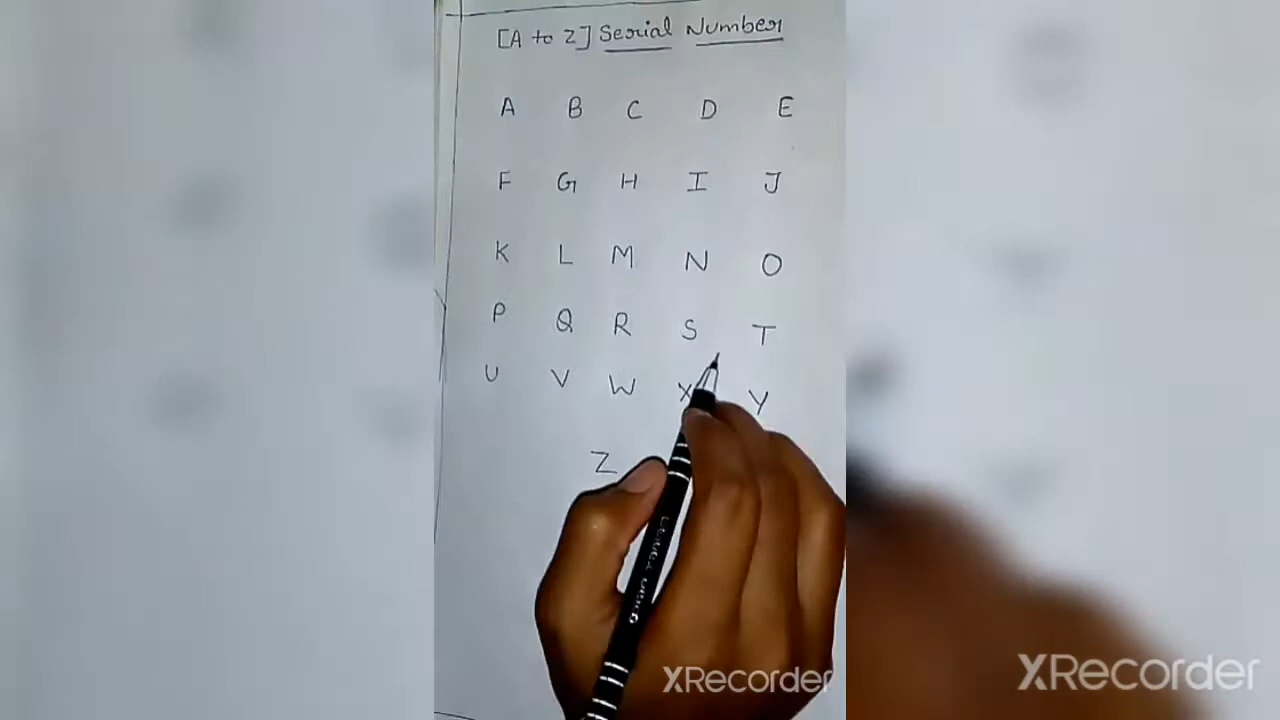 [A to Z] Serial Number
A B C D E
F G H I J
K L M N O
P Q R S T
U V W X Y
Z
XRecorder
XRecorder